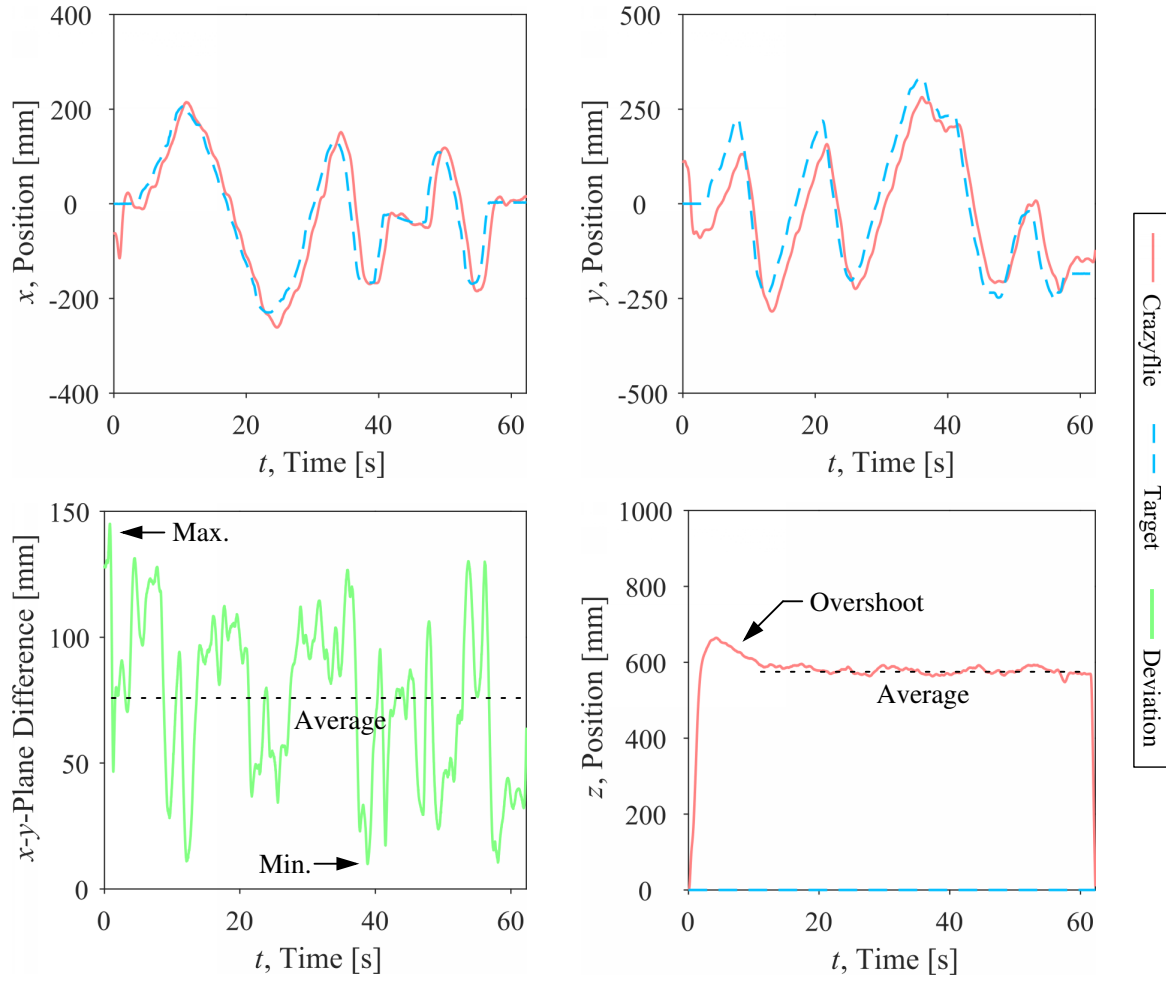 400
200
0
-200
-400
x, Position [mm]
0
20
40
60
t, Time [s]
500
250
0
-250
-500
y, Position [mm]
0
20
40
60
t, Time [s]
150
100
50
0
x-y-Plane Difference [mm]
Max.
Average
Min.
0
20
40
60
t, Time [s]
1000
800
600
400
200
0
z, Position [mm]
Overshoot
Average
0
20
40
60
t, Time [s]
Crazyflie
Target
Deviation